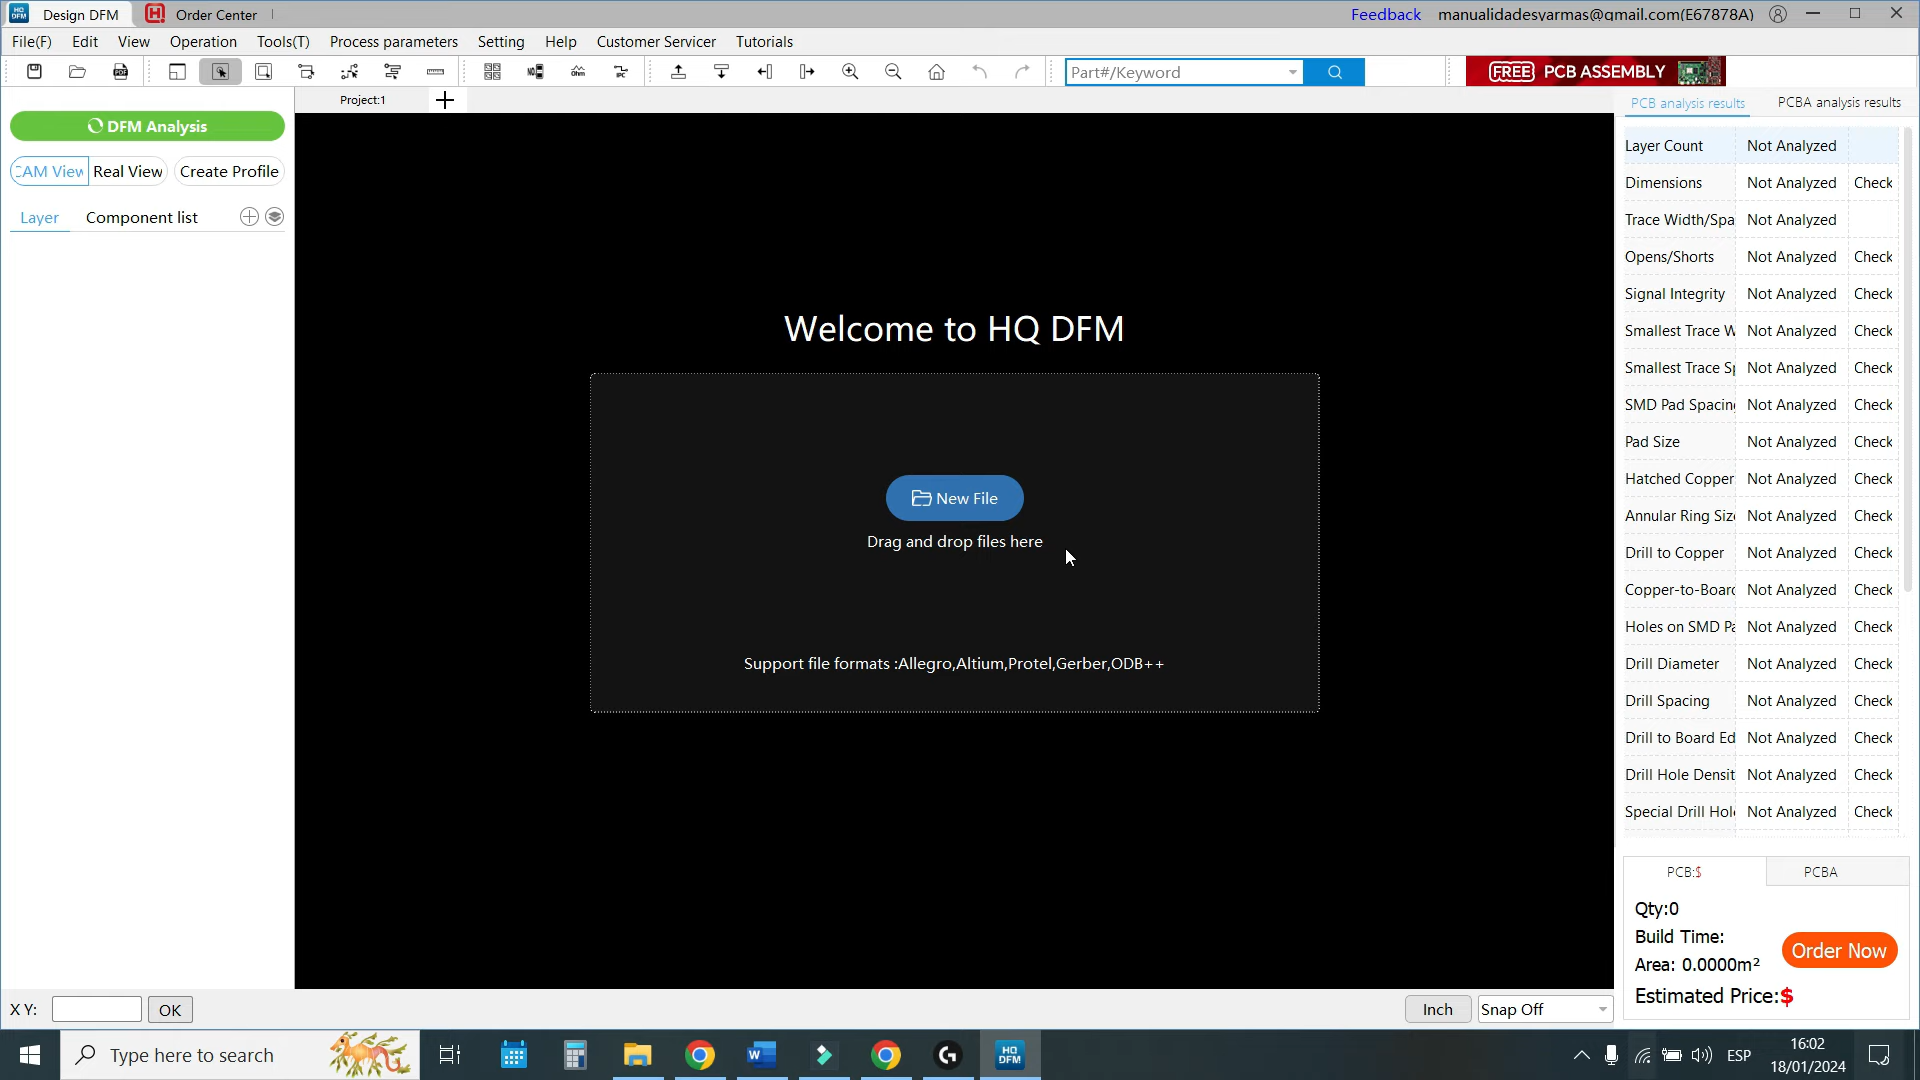 HQ DFM Design DFM Order Center Feedback manualidadesyarmas@gmail.com(E67878A)
File(F) Edit View Operation Tools(T) Process parameters Setting Help Customer Servicer Tutorials
Part#/Keyword FREE PCB ASSEMBLY
Project:1
PCB analysis results PCBA analysis results
DFM Analysis
CAM View Real View Create Profile
Layer Component list
Welcome to HQ DFM
New File
Drag and drop files here
Support file formats :Allegro,Altium,Protel,Gerber,ODB++
Layer Count Not Analyzed
Dimensions Not Analyzed Check
Trace Width/Spa Not Analyzed
Opens/Shorts Not Analyzed Check
Signal Integrity Not Analyzed Check
Smallest Trace W Not Analyzed Check
Smallest Trace Sp Not Analyzed Check
SMD Pad Spacin Not Analyzed Check
Pad Size Not Analyzed Check
Hatched Copper Not Analyzed Check
Annular Ring Siz Not Analyzed Check
Drill to Copper Not Analyzed Check
Copper-to-Board Not Analyzed Check
Holes on SMD Pa Not Analyzed Check
Drill Diameter Not Analyzed Check
Drill Spacing Not Analyzed Check
Drill to Board Ed Not Analyzed Check
Drill Hole Densit Not Analyzed Check
Special Drill Hol Not Analyzed Check
PCB:$ PCBA
Qty:0
Build Time:
Area: 0.0000m²
Order Now
Estimated Price:$
X Y: OK Inch Snap Off
Type here to search
HQ DFM
ESP
16:02
18/01/2024